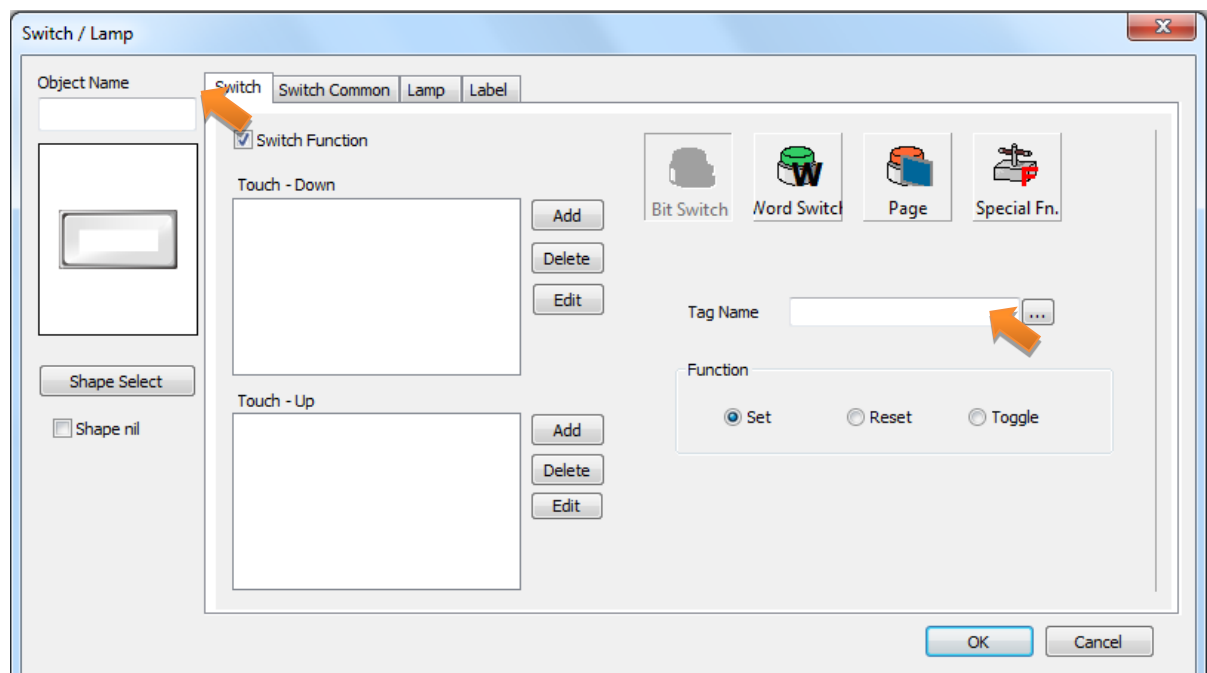 Switch / Lamp
x
Object Name
Switch
Switch Common
Lamp
Label
Switch Function
Touch - Down
Add
Delete
Edit
Touch - Up
Add
Delete
Edit
Shape Select
Shape nil
Bit Switch
W
Word Switch
Page
F
Special Fn.
Tag Name
...
Function
Set
Reset
Toggle
OK
Cancel